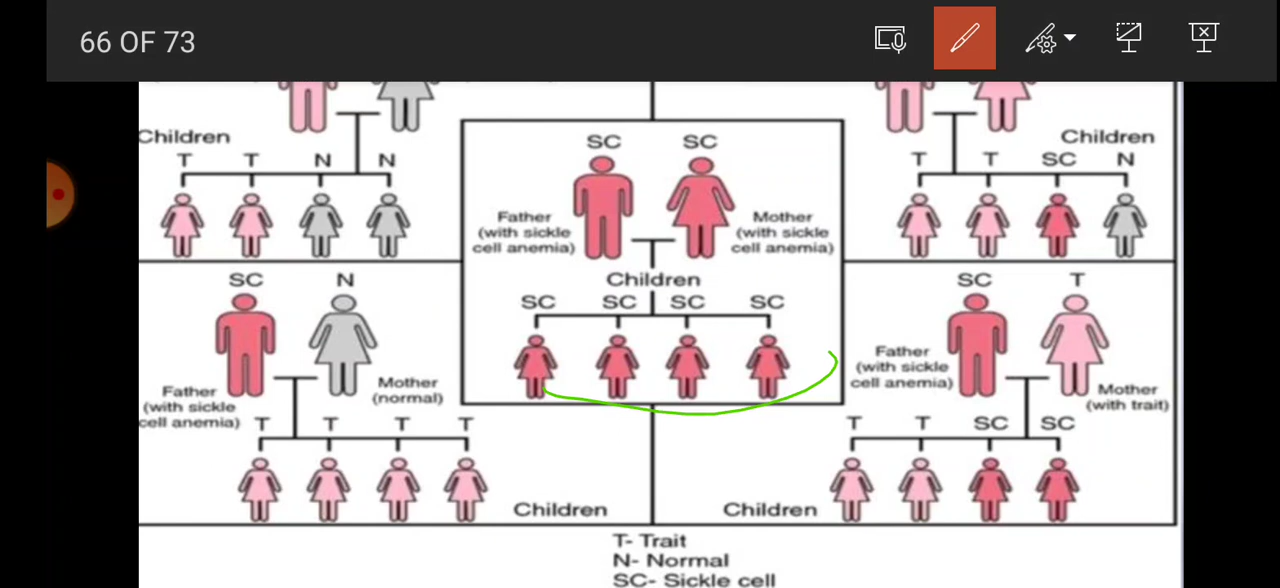 66 OF 73
Children
T T N N
SC SC
Father
(with sickle
cell anemia)
Mother
(with sickle
cell anemia)
Children
SC SC SC SC
Children
T T SC N
SC N
Father
(with sickle
cell anemia)
Mother
(normal)
T T T T
Children
SC T
Father
(with sickle
cell anemia)
Mother
(with trait)
T T SC SC
Children
T- Trait
N- Normal
SC- Sickle cell